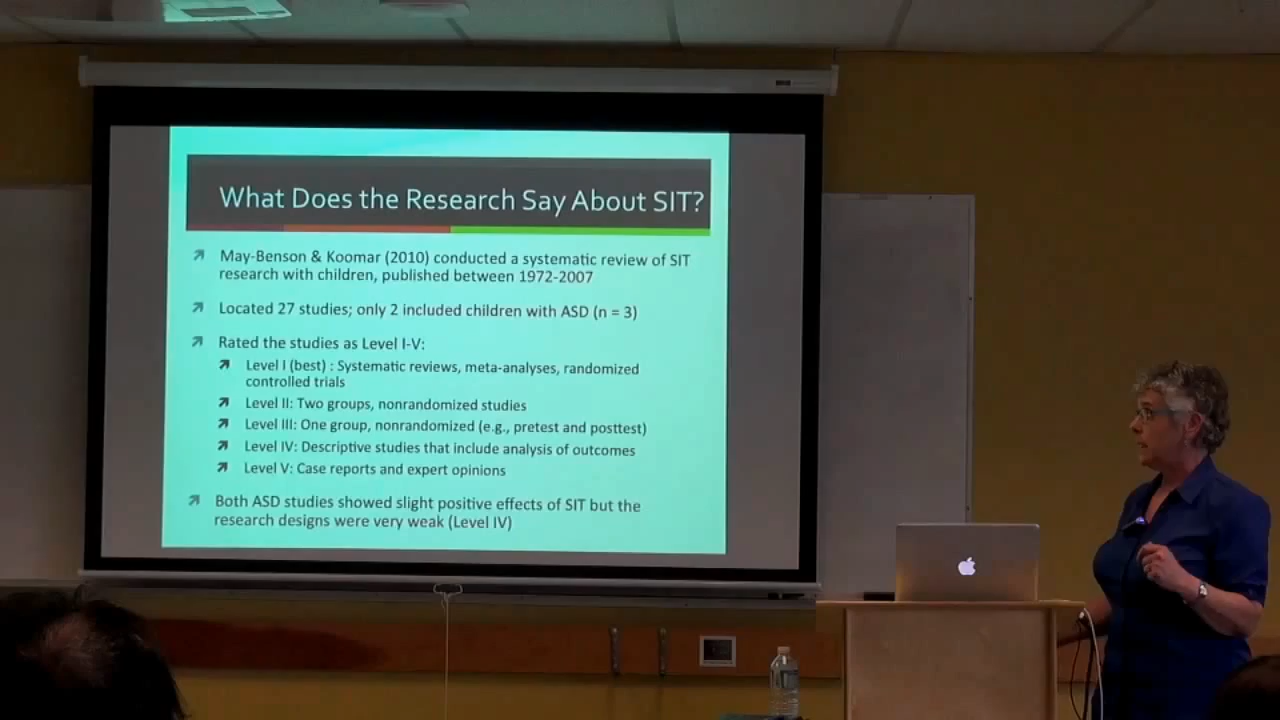 What Does the Research Say About SIT?
May-Benson & Koomar (2010) conducted a systematic review of SIT
research with children, published between 1972-2007
Located 27 studies; only 2 included children with ASD (n = 3)
Rated the studies as Level I-V:
Level I (best) : Systematic reviews, meta-analyses, randomized
controlled trials
Level II: Two groups, nonrandomized studies
Level III: One group, nonrandomized (e.g., pretest and posttest)
Level IV: Descriptive studies that include analysis of outcomes
Level V: Case reports and expert opinions
Both ASD studies showed slight positive effects of SIT but the
research designs were very weak (Level IV)